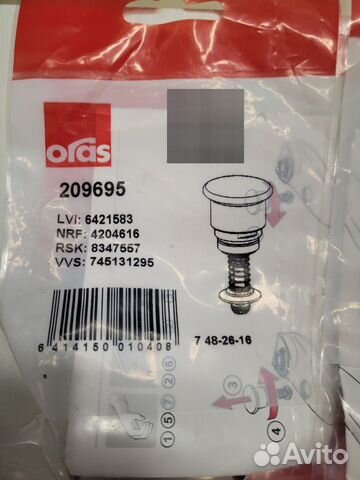 oras
209695
LVI: 6421583
NRF: 4204616
RSK: 8347557
VVS: 745131295
6 414150 010408
7 48-26-16
1 5 7 2 6
3
4
Avito